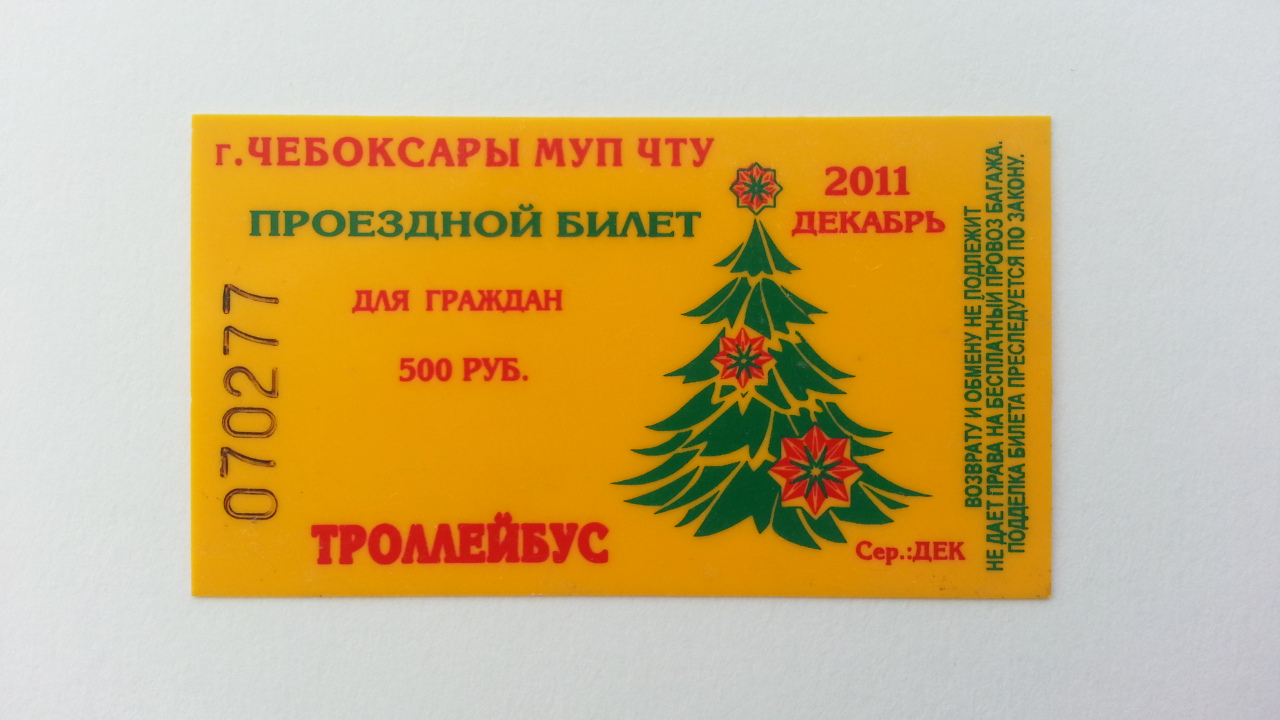 г.ЧЕБОКСАРЫ МУП ЧТУ
ПРОЕЗДНОЙ БИЛЕТ
2011
ДЕКАБРЬ
ДЛЯ ГРАЖДАН
500 РУБ.
070277
ТРОЛЛЕЙБУС
Сер.:ДЕК
ВОЗВРАТУ И ОБМЕНУ НЕ ПОДЛЕЖИТ
НЕ ДАЕТ ПРАВА НА БЕСПЛАТНЫЙ ПРОВОЗ БАГАЖА.
ПОДДЕЛКА БИЛЕТА ПРЕСЛЕДУЕТСЯ ПО ЗАКОНУ.